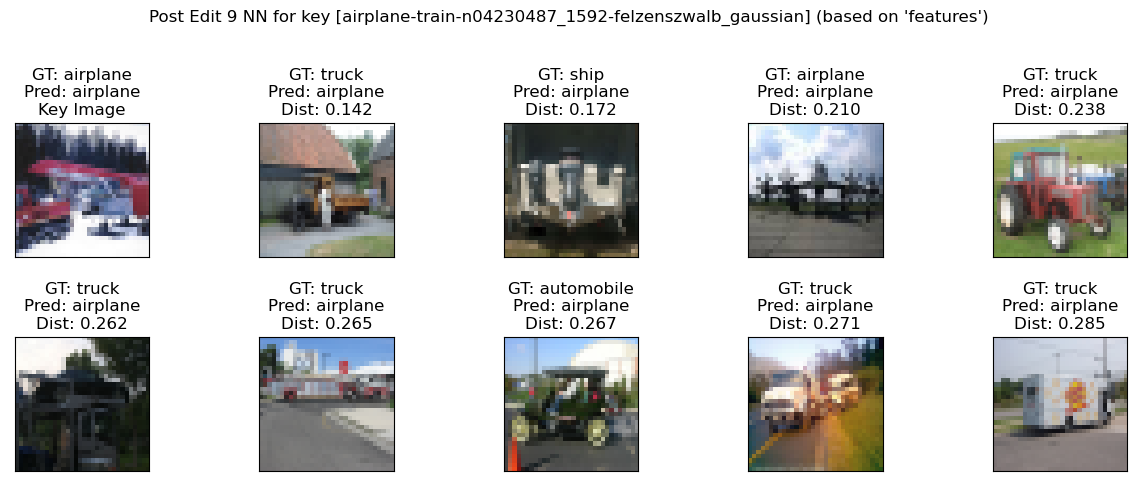 Post Edit 9 NN for key [airplane-train-n04230487_1592-felzenszwalb_gaussian] (based on 'features')
GT: airplane
Pred: airplane
Key Image
GT: truck
Pred: airplane
Dist: 0.142
GT: ship
Pred: airplane
Dist: 0.172
GT: airplane
Pred: airplane
Dist: 0.210
GT: truck
Pred: airplane
Dist: 0.238
GT: truck
Pred: airplane
Dist: 0.262
GT: truck
Pred: airplane
Dist: 0.265
GT: automobile
Pred: airplane
Dist: 0.267
GT: truck
Pred: airplane
Dist: 0.271
GT: truck
Pred: airplane
Dist: 0.285